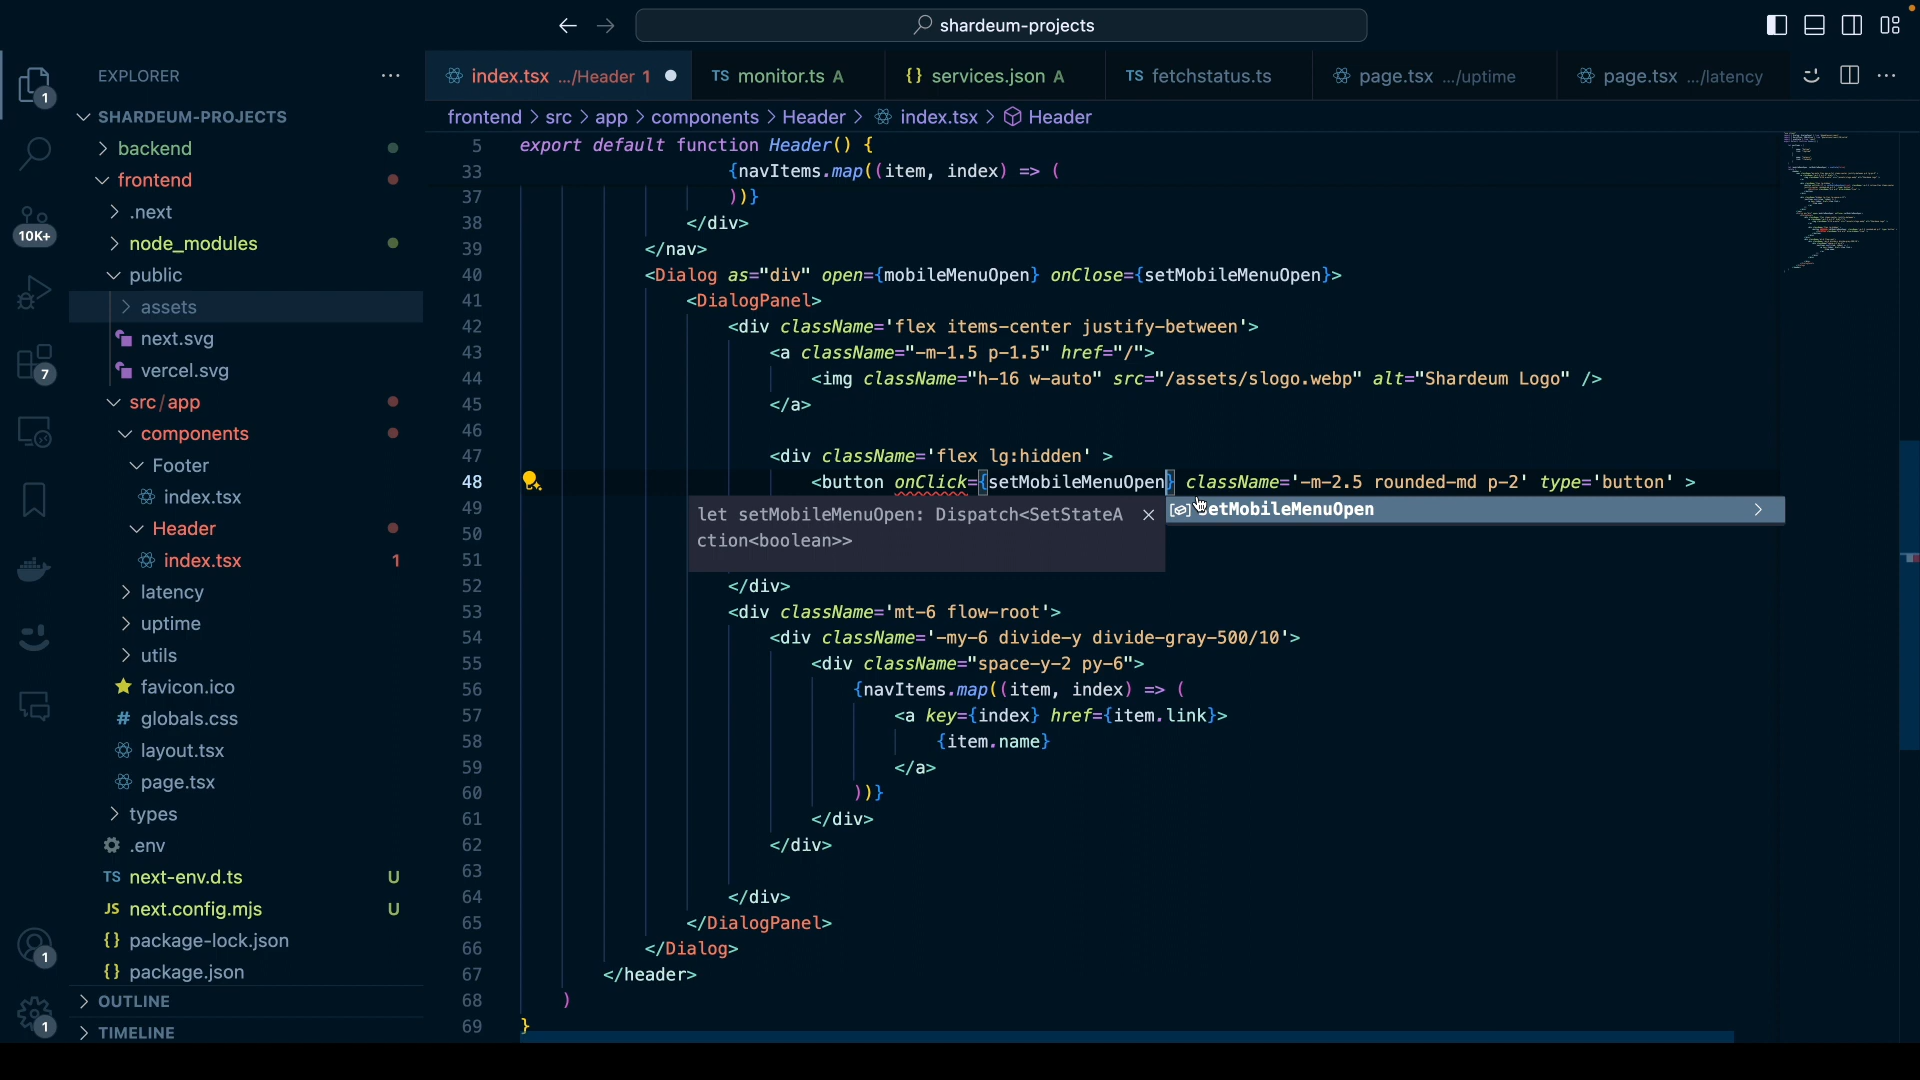 shardeum-projects
EXPLORER
index.tsx .../Header 1
TS monitor.ts A
{} services.json A
TS fetchstatus.ts
page.tsx .../uptime
page.tsx .../latency
1
SHARDEUM-PROJECTS
frontend > src > app > components > Header > index.tsx > Header
backend
frontend
.next
node_modules
public
assets
next.svg
vercel.svg
src/app
components
Footer
index.tsx
Header
index.tsx 1
latency
uptime
utils
favicon.ico
# globals.css
layout.tsx
page.tsx
types
.env
TS next-env.d.ts U
JS next.config.mjs U
{} package-lock.json
{} package.json
OUTLINE
TIMELINE
10K+
7
1
1
5 export default function Header() {
33 {navItems.map((item, index) => (
37 ))}
38 </div>
39 </nav>
40 <Dialog as="div" open={mobileMenuOpen} onClose={setMobileMenuOpen}>
41 <DialogPanel>
42 <div className='flex items-center justify-between'>
43 <a className="-m-1.5 p-1.5" href="/">
44 <img className="h-16 w-auto" src="/assets/slogo.webp" alt="Shardeum Logo" />
45 </a>
46
47 <div className='flex lg:hidden' >
48 <button onClick={setMobileMenuOpen} className='-m-2.5 rounded-md p-2' type='button' >
49
let setMobileMenuOpen: Dispatch<SetStateA
ction<boolean>>
setMobileMenuOpen
50
51
52 </div>
53 <div className='mt-6 flow-root'>
54 <div className='-my-6 divide-y divide-gray-500/10'>
55 <div className="space-y-2 py-6">
56 {navItems.map((item, index) => (
57 <a key={index} href={item.link}>
58 {item.name}
59 </a>
60 ))}
61 </div>
62 </div>
63
64 </div>
65 </DialogPanel>
66 </Dialog>
67 </header>
68 )
69 }